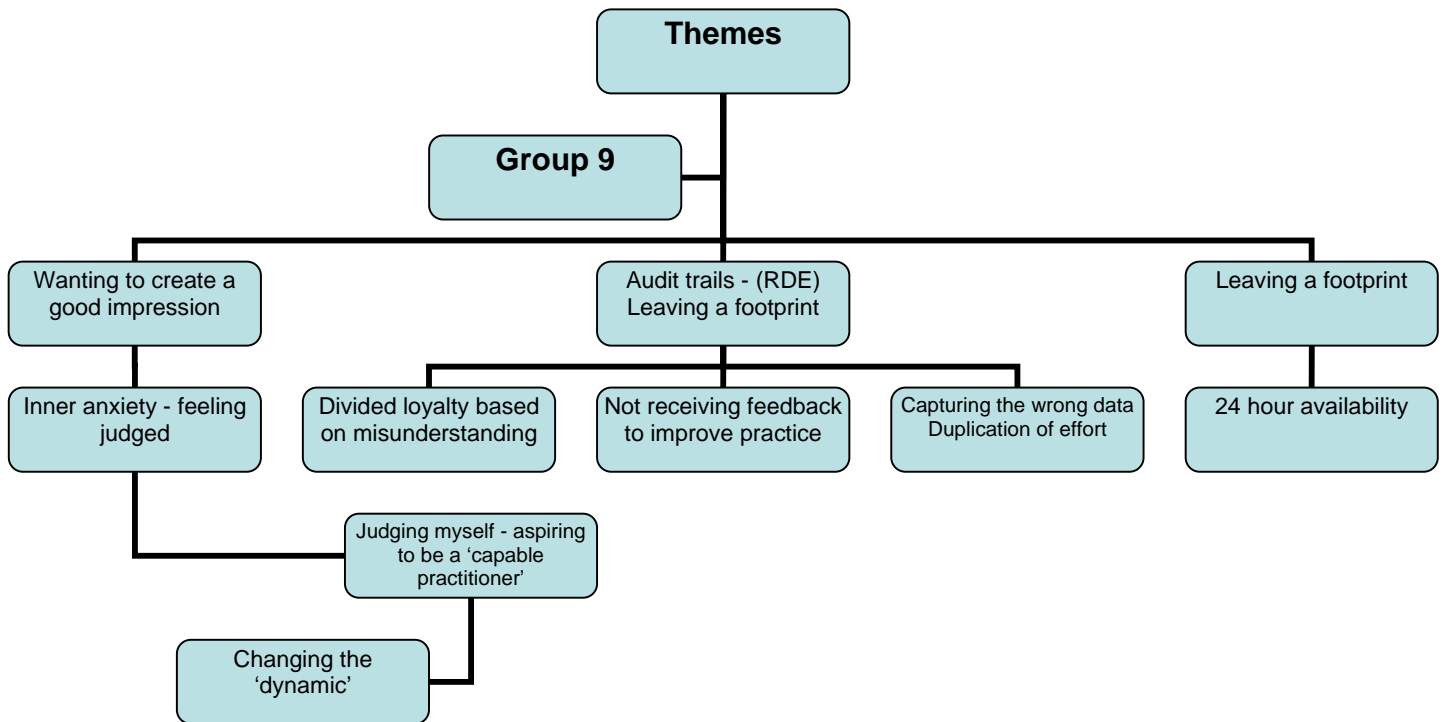 Themes
Group 9
Wanting to create a
good impression
Audit trails - (RDE)
Leaving a footprint
Leaving a footprint
Inner anxiety - feeling
judged
Divided loyalty based
on misunderstanding
Not receiving feedback
to improve practice
Capturing the wrong data
Duplication of effort
24 hour availability
Judging myself - aspiring
to be a ‘capable
practitioner’
Changing the
‘dynamic’